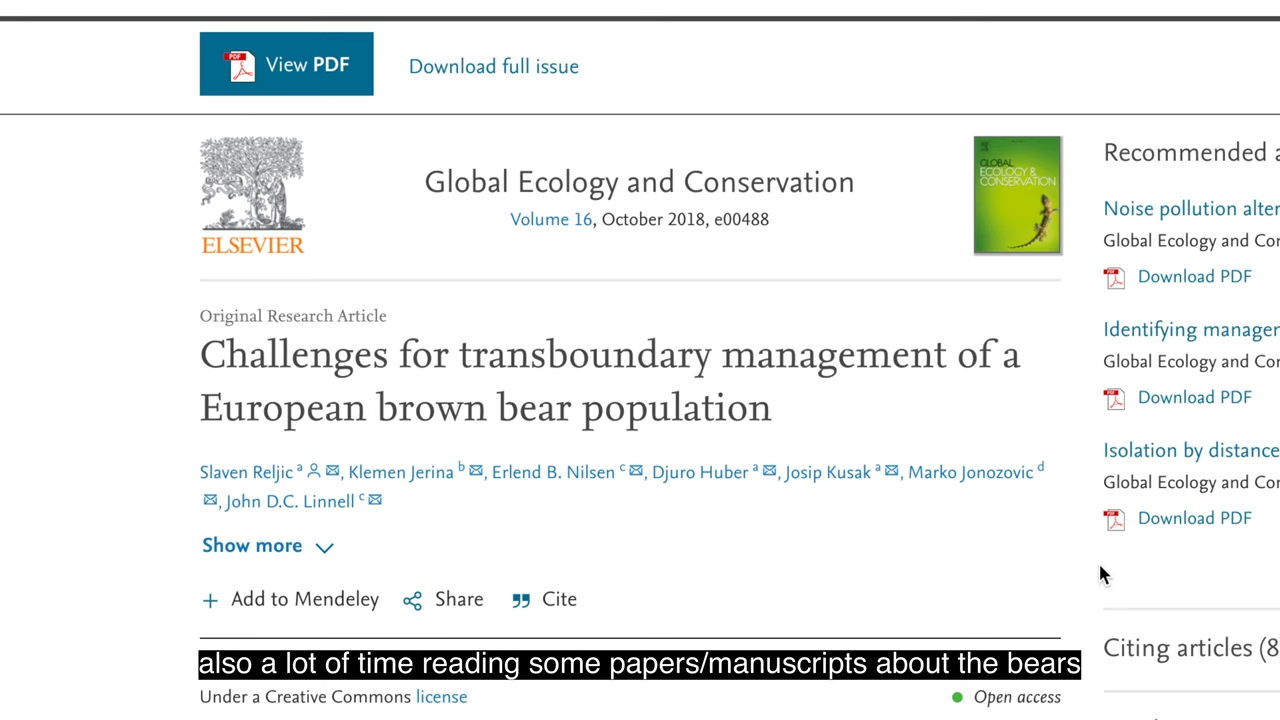 View PDF
Download full issue
ELSEVIER
Global Ecology and Conservation
Volume 16, October 2018, e00488
GLOBAL
ECOLOGY &
CONSERVATION
Original Research Article
Challenges for transboundary management of a
European brown bear population
Slaven Reljic a, Klemen Jerina b, Erlend B. Nilsen c, Djuro Huber a, Josip Kusak a, Marko Jonozovic d
, John D.C. Linnell c
Show more
Add to Mendeley Share Cite
also a lot of time reading some papers/manuscripts about the bears
Under a Creative Commons license
Open access
Recommended a
Noise pollution alter
Global Ecology and Cor
Download PDF
Identifying manager
Global Ecology and Cor
Download PDF
Isolation by distance
Global Ecology and Cor
Download PDF
Citing articles (8